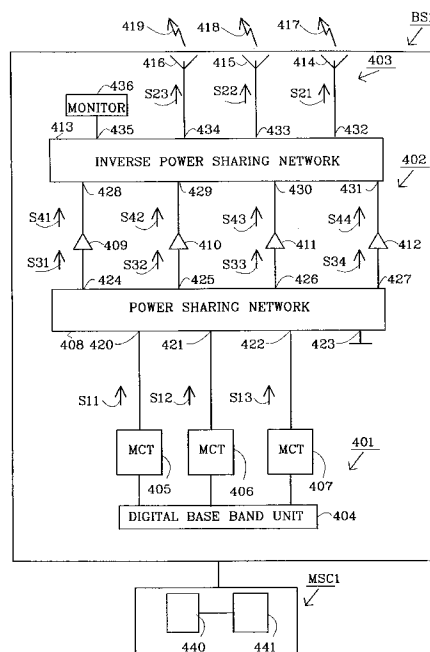 BS1
419 418 417
416 415 414 403
436
MONITOR
S23 S22 S21
413 435 434 433 432
INVERSE POWER SHARING NETWORK
402
428 429 430 431
S41 S42 S43 S44
409 410 411 412
S31 S32 S33 S34
424 425 426 427
POWER SHARING NETWORK
408 420 421 422 423
S11 S12 S13
MCT MCT MCT
401
405 406 407
DIGITAL BASE BAND UNIT 404
MSC1
440 441